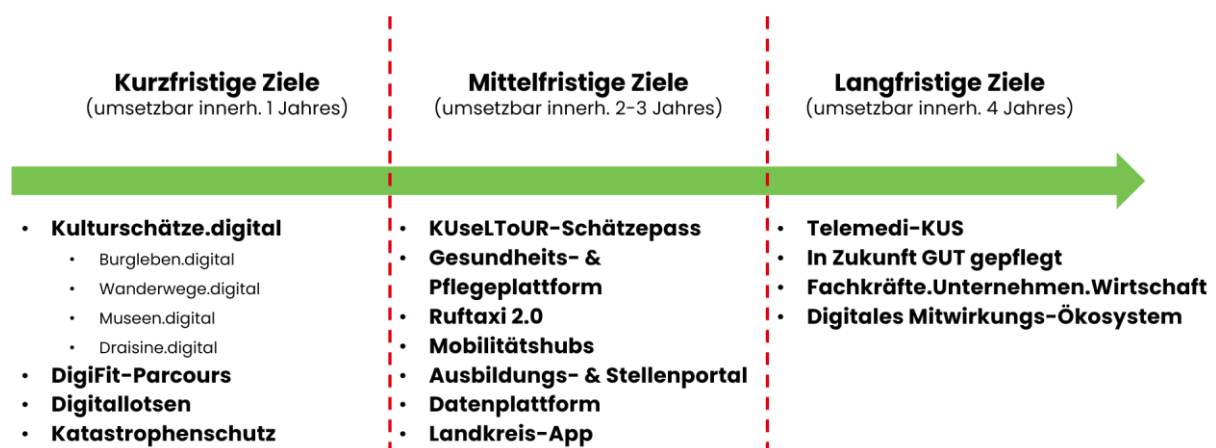 Kurzfristige Ziele
(umsetzbar innerh. 1 Jahres)
Mittelfristige Ziele
(umsetzbar innerh. 2-3 Jahres)
Langfristige Ziele
(umsetzbar innerh. 4 Jahres)
• Kulturschätze.digital
• Burgleben.digital
• Wanderwege.digital
• Museen.digital
• Draisine.digital
• DigiFit-Parcours
• Digitallotsen
• Katastrophenschutz
• KUseLToUR-Schätzepass
• Gesundheits- &
Pflegeplattform
• Ruftaxi 2.0
• Mobilitätshubs
• Ausbildungs- & Stellenportal
• Datenplattform
• Landkreis-App
• Telemedi-KUS
• In Zukunft GUT gepflegt
• Fachkräfte.Unternehmen.Wirtschaft
• Digitales Mitwirkungs-Ökosystem